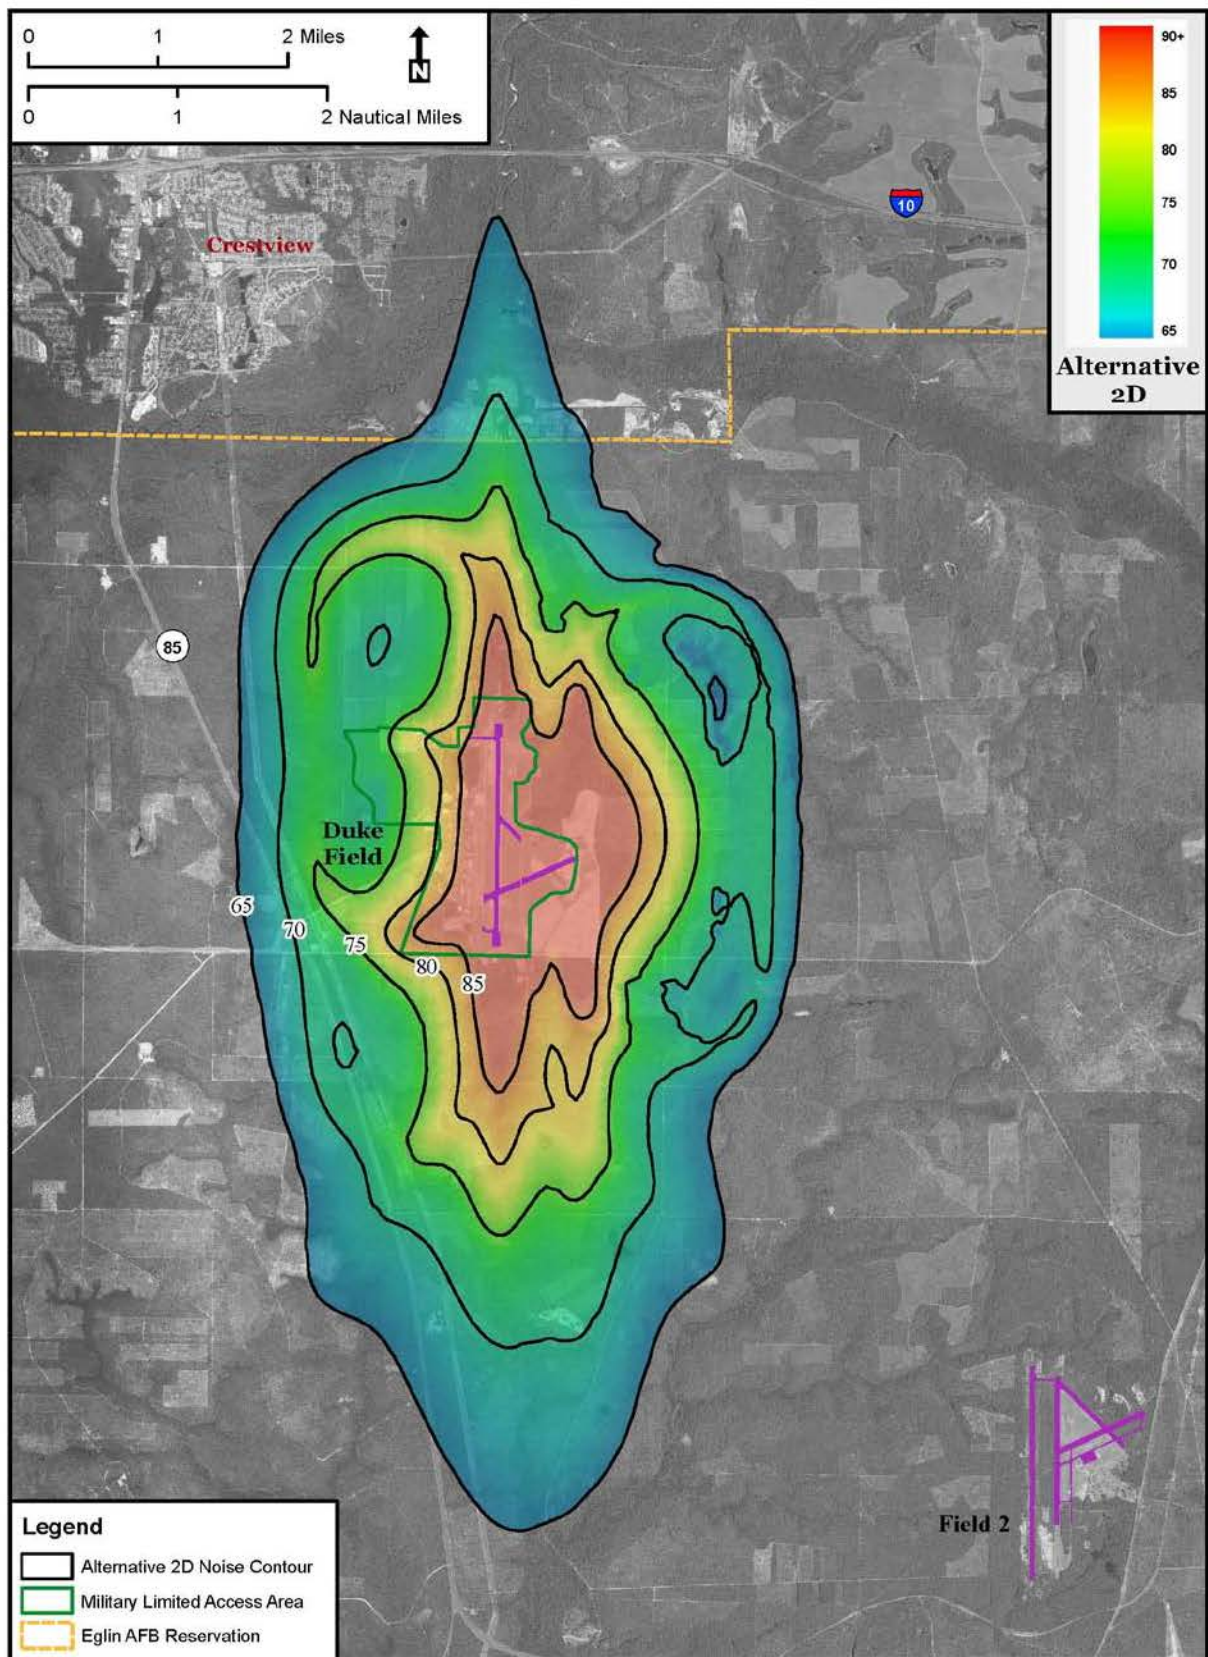 0 1 2 Miles
N
0 1 2 Nautical Miles
90+
85
80
75
70
65
Alternative
2D
10
Crestview
85
Duke
Field
65
70
75
80
85
Field 2
Legend
Alternative 2D Noise Contour
Military Limited Access Area
Eglin AFB Reservation